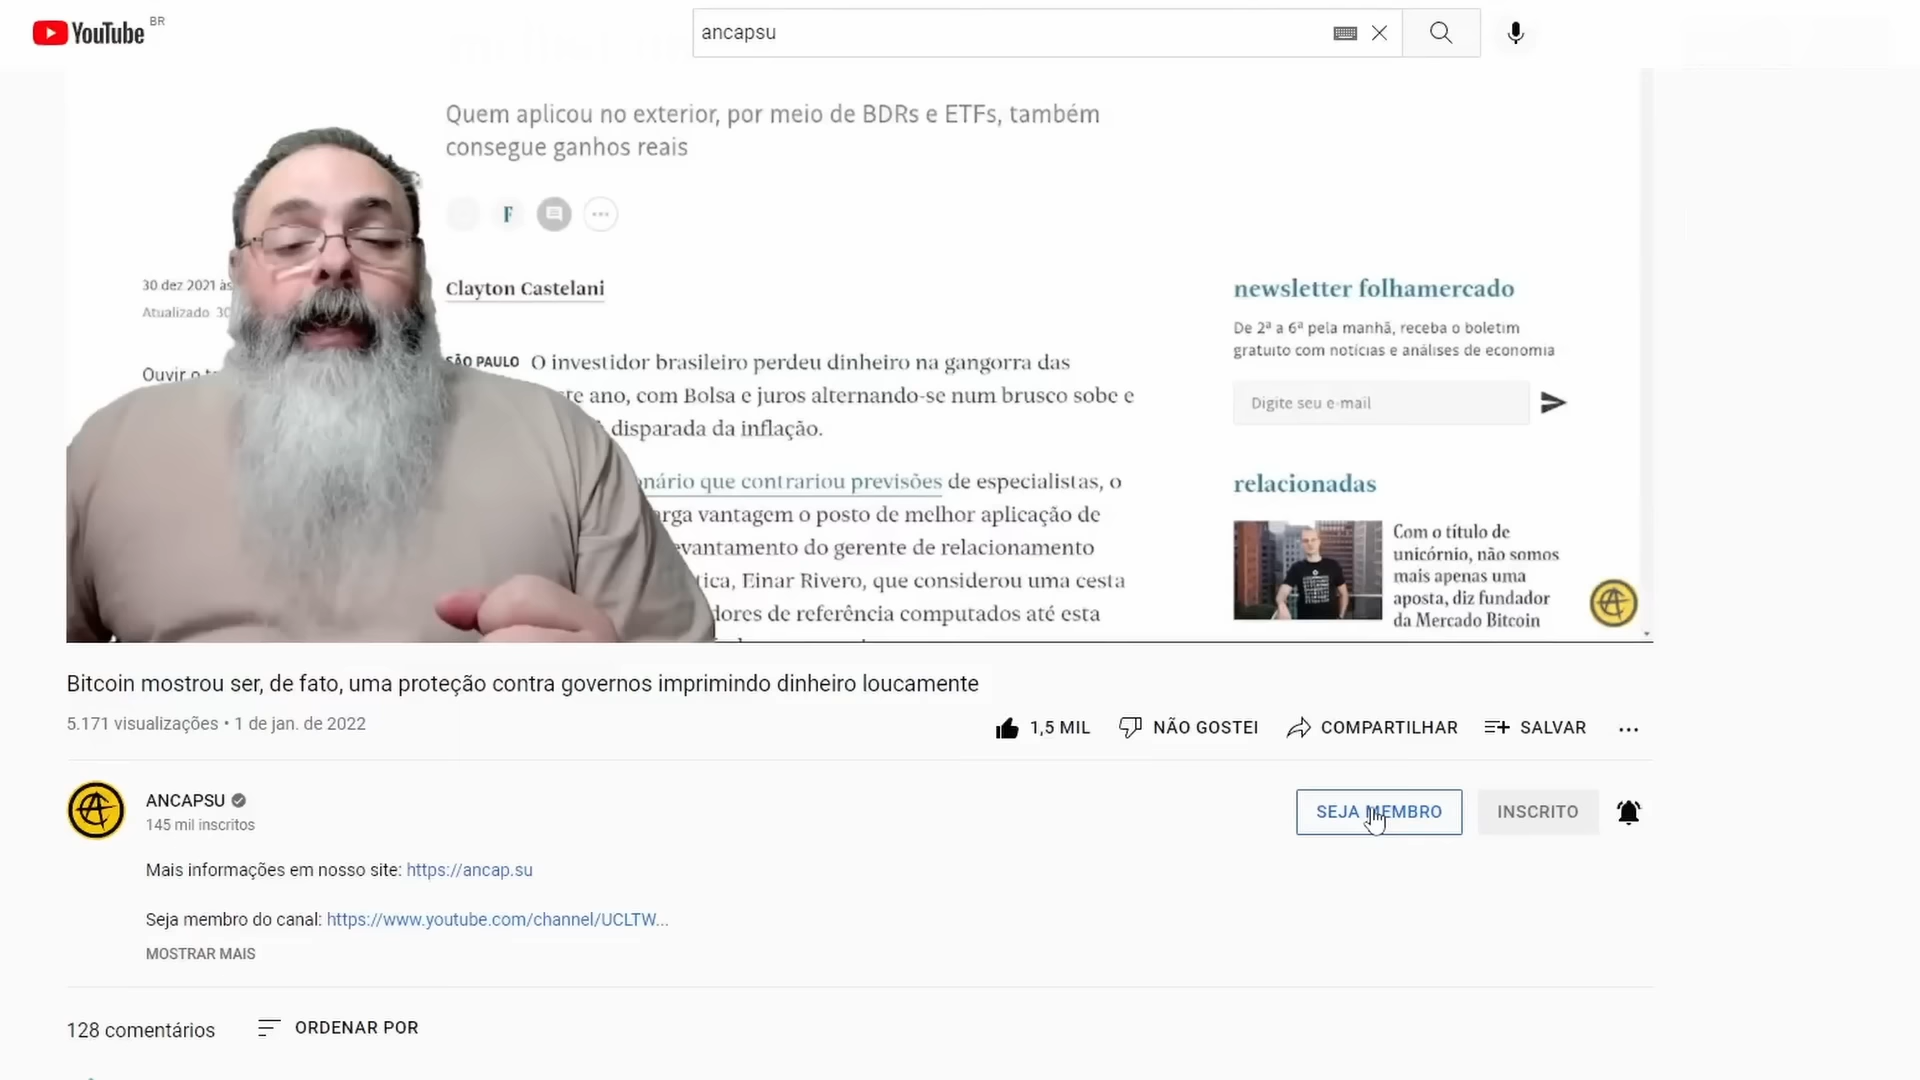 YouTube BR
ancapsu
Quem aplicou no exterior, por meio de BDRs e ETFs, também
consegue ganhos reais
F
30 dez 2021 às
Atualizado 30
Clayton Castelani
Ouvir o
SÃO PAULO O investidor brasileiro perdeu dinheiro na gangorra das
ano, com Bolsa e juros alternando-se num brusco sobe e
disparada da inflação.
que contrariou previsões de especialistas, o
vantagem o posto de melhor aplicação de
levantamento do gerente de relacionamento
Einar Rivero, que considerou uma cesta
de referência computados até esta
newsletter folhamercado
De 2ª a 6ª pela manhã, receba o boletim
gratuito com notícias e análises de economia
Digite seu e-mail
relacionadas
Com o título de
unicórnio, não somos
mais apenas uma
aposta, diz fundador
da Mercado Bitcoin
Bitcoin mostrou ser, de fato, uma proteção contra governos imprimindo dinheiro loucamente
5.171 visualizações • 1 de jan. de 2022
1,5 MIL NÃO GOSTEI COMPARTILHAR SALVAR ...
ANCAPSU
145 mil inscritos
SEJA MEMBRO INSCRITO
Mais informações em nosso site: https://ancap.su
Seja membro do canal: https://www.youtube.com/channel/UCLTW...
MOSTRAR MAIS
128 comentários ORDENAR POR